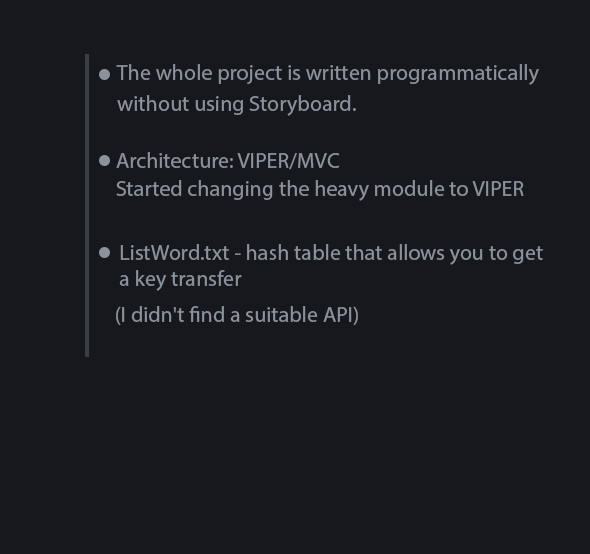 • The whole project is written programmatically
without using Storyboard.
• Architecture: VIPER/MVC
Started changing the heavy module to VIPER
• ListWord.txt - hash table that allows you to get
a key transfer
(I didn't find a suitable API)